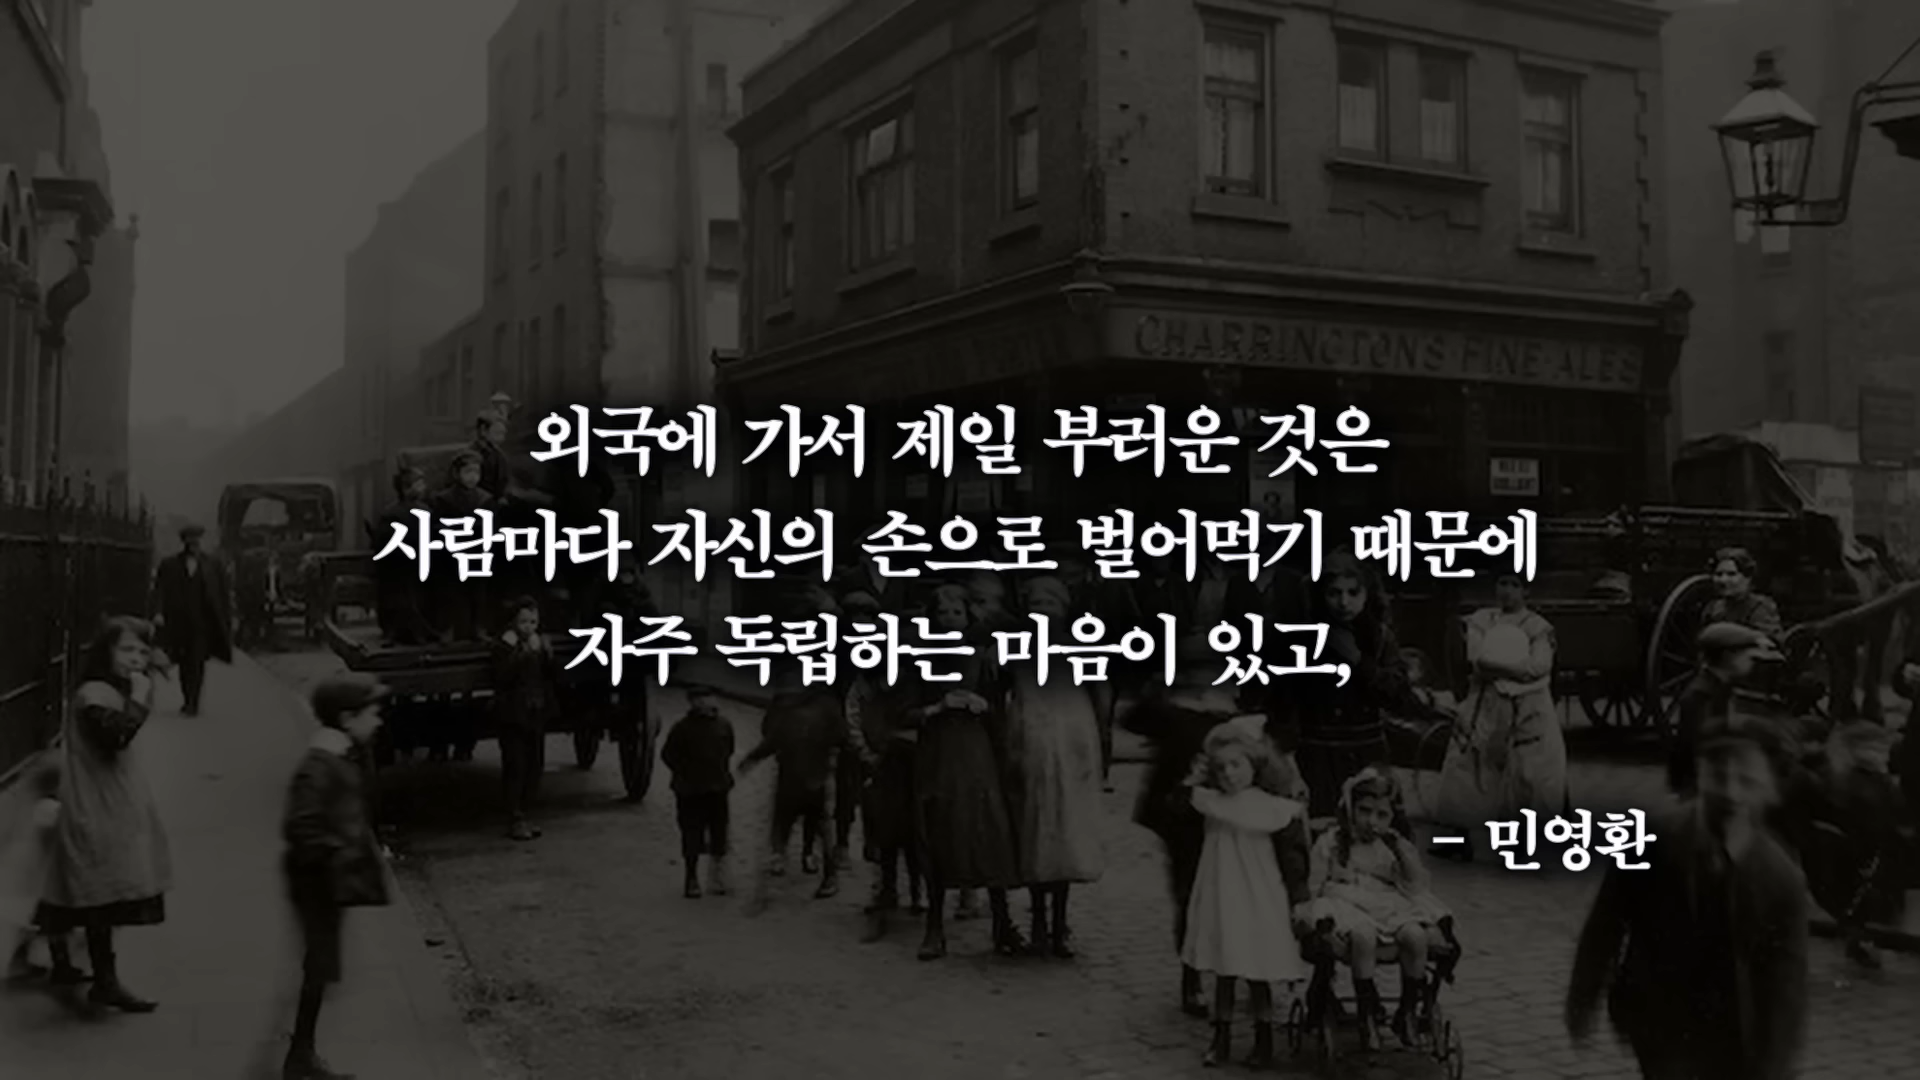 CHARRINGTONS FINE ALES
외국에 가서 제일 부러운 것은
사람마다 자신의 손으로 벌어먹기 때문에
자주 독립하는 마음이 있고,
- 민영환